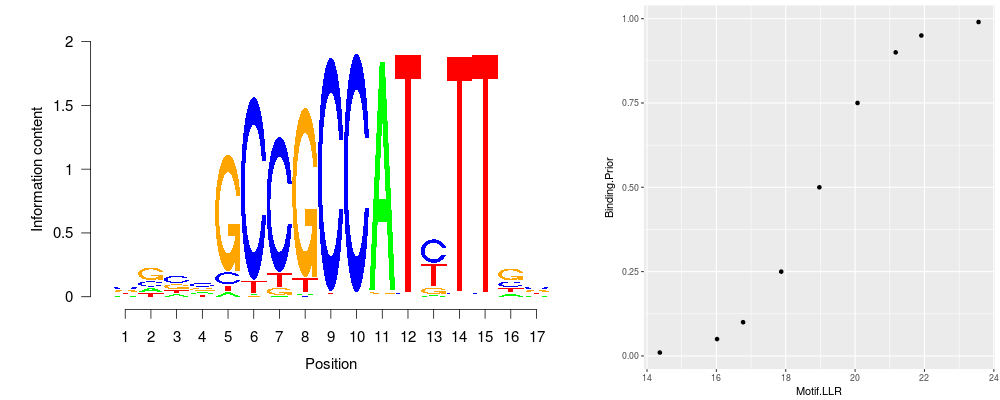 2
1.5
1
0.5
0
Information content
GCCGCCATTCTT
1 2 3 4 5 6 7 8 9 10 11 12 13 14 15 16 17
Position
1.00
0.75
0.50
0.25
0.00
Binding.Prior
14 16 18 20 22 24
Motif.LLR